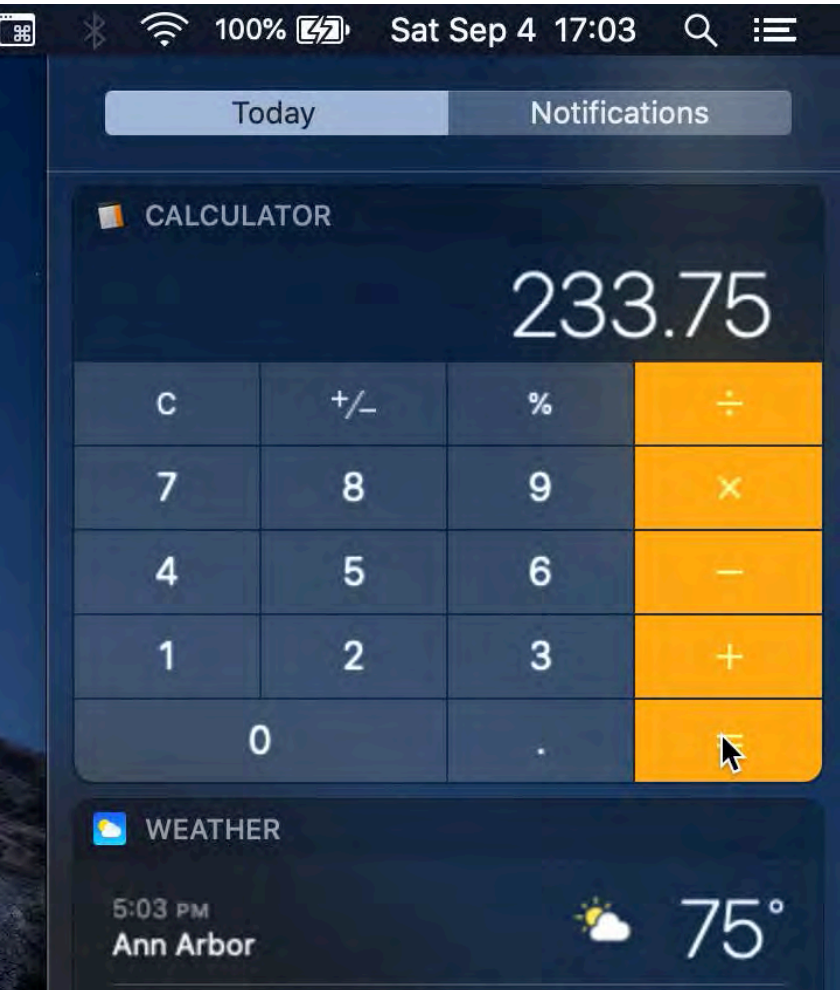 100% Sat Sep 4 17:03
Today Notifications
CALCULATOR
233.75
C +/− % ÷
7 8 9 ×
4 5 6 −
1 2 3 +
0 . =
WEATHER
5:03 PM
Ann Arbor
75°